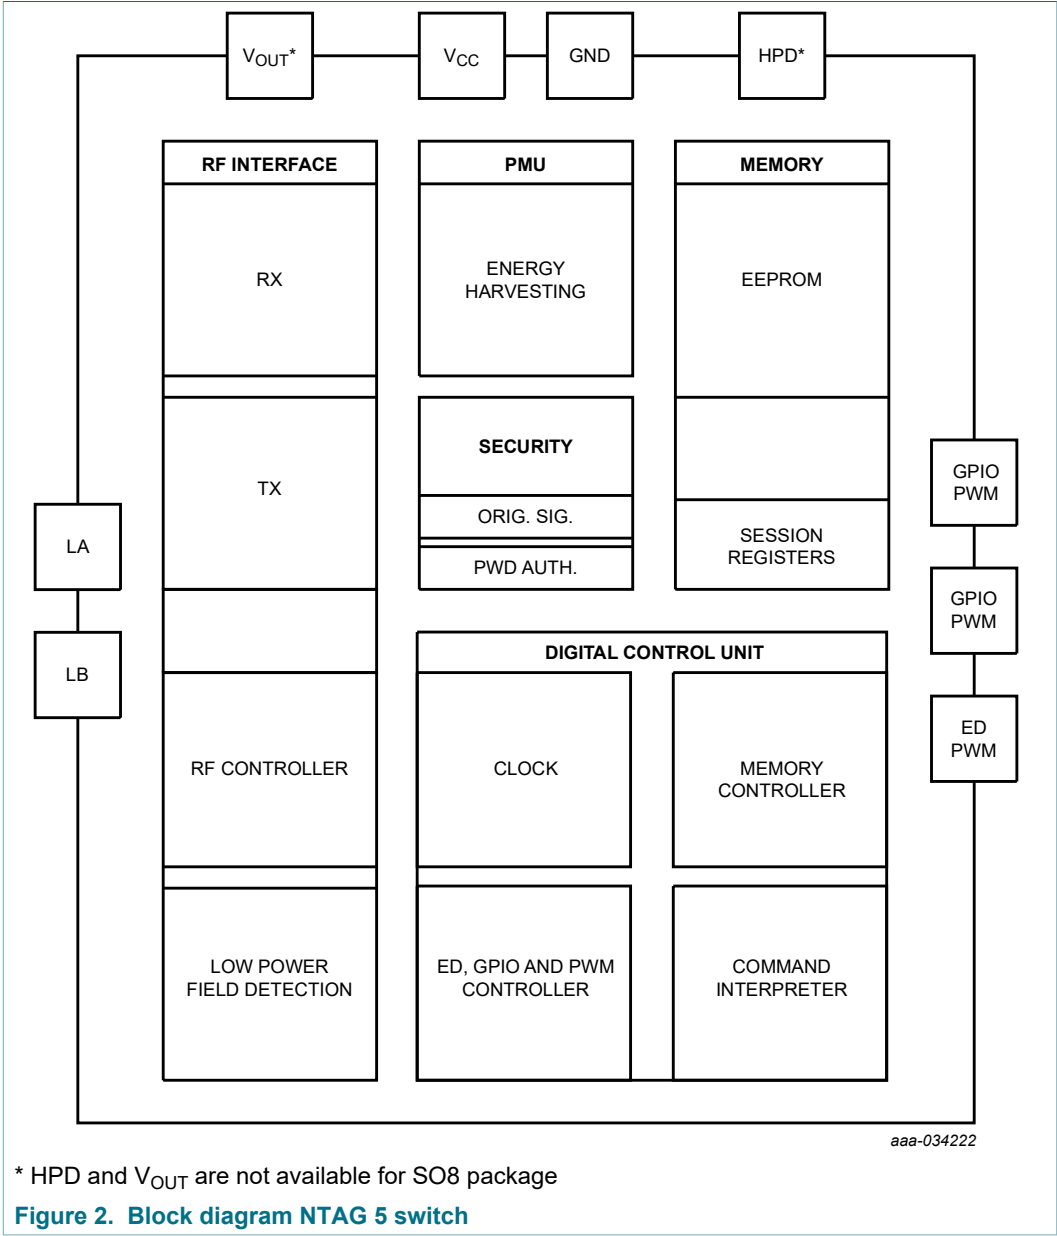 VOUT*
VCC
GND
HPD*
RF INTERFACE
PMU
MEMORY
RX
ENERGY
HARVESTING
EEPROM
TX
SECURITY
ORIG. SIG.
PWD AUTH.
SESSION
REGISTERS
LA
LB
GPIO
PWM
GPIO
PWM
ED
PWM
DIGITAL CONTROL UNIT
RF CONTROLLER
CLOCK
MEMORY
CONTROLLER
LOW POWER
FIELD DETECTION
ED, GPIO AND PWM
CONTROLLER
COMMAND
INTERPRETER
aaa-034222
* HPD and VOUT are not available for SO8 package
Figure 2. Block diagram NTAG 5 switch